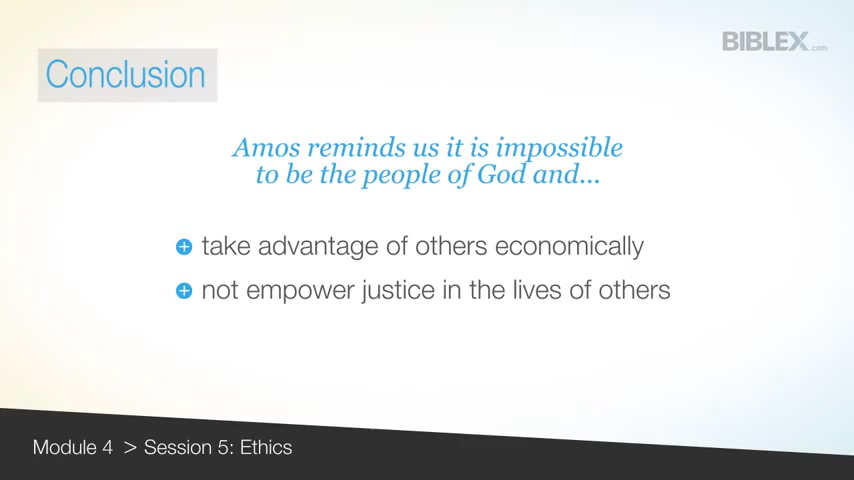 BIBLEX.com
Conclusion
Amos reminds us it is impossible
to be the people of God and...
take advantage of others economically
not empower justice in the lives of others
Module 4 > Session 5: Ethics